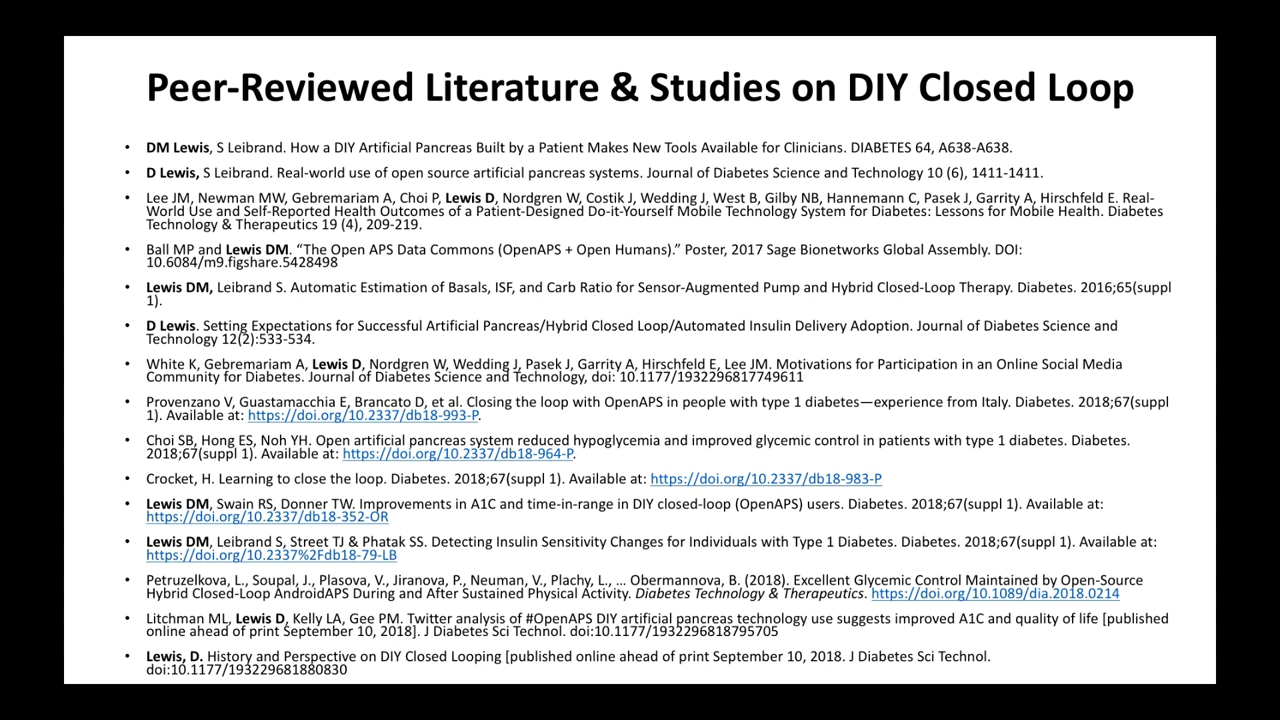 Peer-Reviewed Literature & Studies on DIY Closed Loop
• DM Lewis, S Leibrand. How a DIY Artificial Pancreas Built by a Patient Makes New Tools Available for Clinicians. DIABETES 64, A638-A638.
• D Lewis, S Leibrand. Real-world use of open source artificial pancreas systems. Journal of Diabetes Science and Technology 10 (6), 1411-1411.
• Lee JM, Newman MW, Gebremariam A, Choi P, Lewis D, Nordgren W, Costik J, Wedding J, West B, Gilby NB, Hannemann C, Pasek J, Garrity A, Hirschfeld E. Real-
World Use and Self-Reported Health Outcomes of a Patient-Designed Do-it-Yourself Mobile Technology System for Diabetes: Lessons for Mobile Health. Diabetes
Technology & Therapeutics 19 (4), 209-219.
• Ball MP and Lewis DM. “The Open APS Data Commons (OpenAPS + Open Humans).” Poster, 2017 Sage Bionetworks Global Assembly. DOI:
10.6084/m9.figshare.5428498
• Lewis DM, Leibrand S. Automatic Estimation of Basals, ISF, and Carb Ratio for Sensor-Augmented Pump and Hybrid Closed-Loop Therapy. Diabetes. 2016;65(suppl
1).
• D Lewis. Setting Expectations for Successful Artificial Pancreas/Hybrid Closed Loop/Automated Insulin Delivery Adoption. Journal of Diabetes Science and
Technology 12(2):533-534.
• White K, Gebremariam A, Lewis D, Nordgren W, Wedding J, Pasek J, Garrity A, Hirschfeld E, Lee JM. Motivations for Participation in an Online Social Media
Community for Diabetes. Journal of Diabetes Science and Technology, doi: 10.1177/1932296817749611
• Provenzano V, Guastamacchia E, Brancato D, et al. Closing the loop with OpenAPS in people with type 1 diabetes—experience from Italy. Diabetes. 2018;67(suppl
1). Available at: https://doi.org/10.2337/db18-993-P.
• Choi SB, Hong ES, Noh YH. Open artificial pancreas system reduced hypoglycemia and improved glycemic control in patients with type 1 diabetes. Diabetes.
2018;67(suppl 1). Available at: https://doi.org/10.2337/db18-964-P.
• Crocket, H. Learning to close the loop. Diabetes. 2018;67(suppl 1). Available at: https://doi.org/10.2337/db18-983-P
• Lewis DM, Swain RS, Donner TW. Improvements in A1C and time-in-range in DIY closed-loop (OpenAPS) users. Diabetes. 2018;67(suppl 1). Available at:
https://doi.org/10.2337/db18-352-OR
• Lewis DM, Leibrand S, Street TJ & Phatak SS. Detecting Insulin Sensitivity Changes for Individuals with Type 1 Diabetes. Diabetes. 2018;67(suppl 1). Available at:
https://doi.org/10.2337%2Fdb18-79-LB
• Petruzelkova, L., Soupal, J., Plasova, V., Jiranova, P., Neuman, V., Plachy, L., … Obermannova, B. (2018). Excellent Glycemic Control Maintained by Open-Source
Hybrid Closed-Loop AndroidAPS During and After Sustained Physical Activity. Diabetes Technology & Therapeutics. https://doi.org/10.1089/dia.2018.0214
• Litchman ML, Lewis D, Kelly LA, Gee PM. Twitter analysis of #OpenAPS DIY artificial pancreas technology use suggests improved A1C and quality of life [published
online ahead of print September 10, 2018]. J Diabetes Sci Technol. doi:10.1177/1932296818795705
• Lewis, D. History and Perspective on DIY Closed Looping [published online ahead of print September 10, 2018. J Diabetes Sci Technol.
doi:10.1177/193229681880830